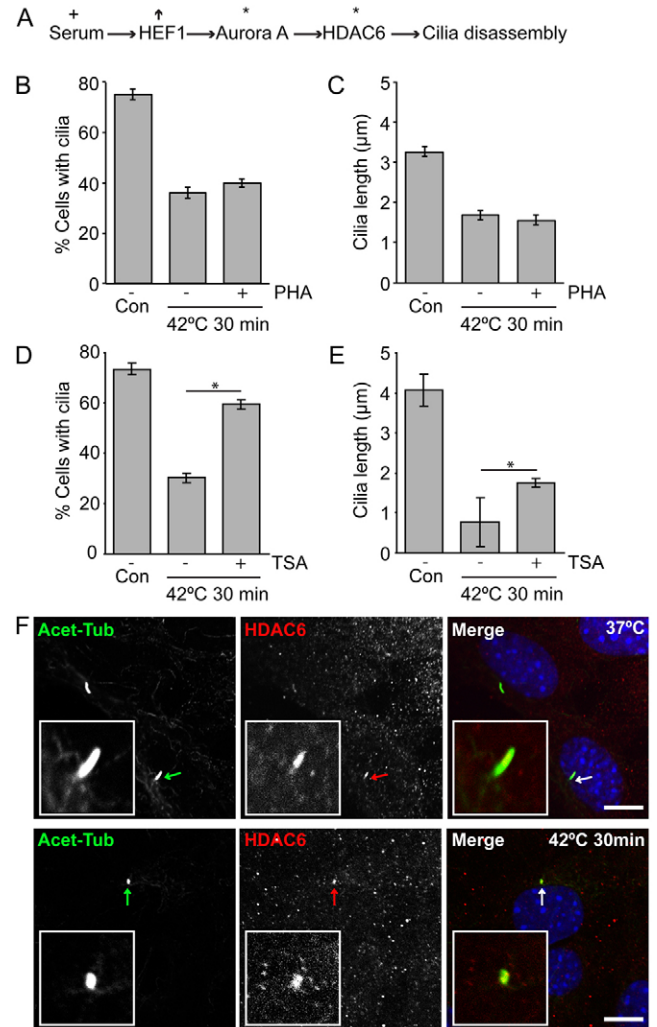 A
+ ↑ * *
Serum → HEF1 → Aurora A → HDAC6 → Cilia disassembly
B
% Cells with cilia
80
60
40
20
0
- - + PHA
Con
42ºC 30 min
C
Cilia length (μm)
5
4
3
2
1
0
- - + PHA
Con
42ºC 30 min
D
% Cells with cilia
80
60
40
20
0
*
- - + TSA
Con
42ºC 30 min
E
Cilia length (μm)
5
4
3
2
1
0
*
- - + TSA
Con
42ºC 30 min
F
Acet-Tub HDAC6 Merge 37ºC
Acet-Tub HDAC6 Merge 42ºC 30min